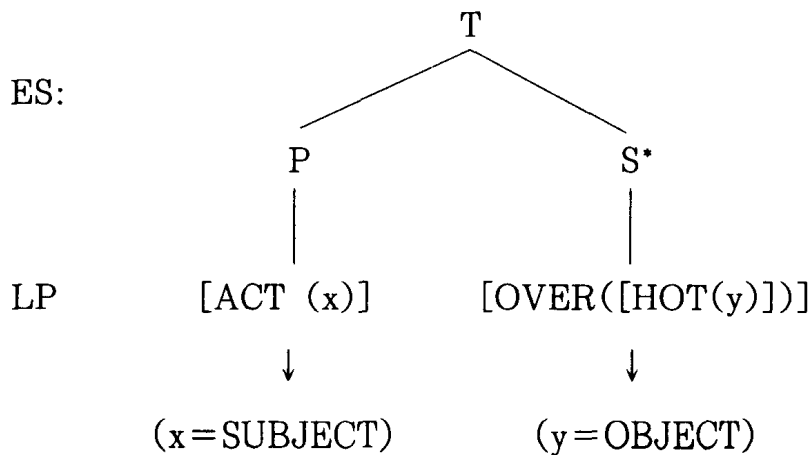 T
ES:
P S*
LP [ACT (x)] [OVER([HOT(y)])]
↓ ↓
(x=SUBJECT) (y=OBJECT)